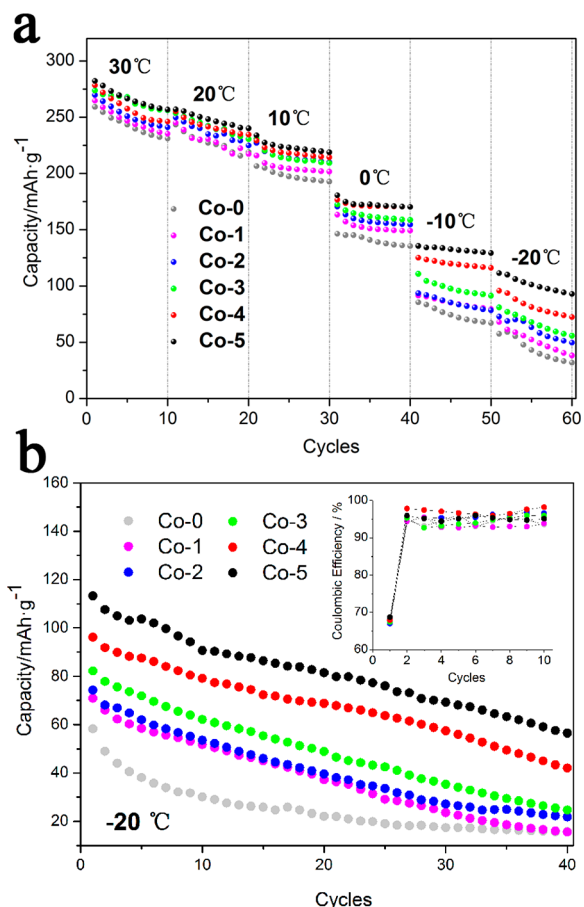 a
300
250
200
150
100
50
0
Capacity/mAh·g-1
30℃
20℃
10℃
0℃
-10℃
-20℃
Co-0
Co-1
Co-2
Co-3
Co-4
Co-5
0 10 20 30 40 50 60
Cycles
b
160
140
120
100
80
60
40
20
Capacity/mAh·g-1
Co-0 Co-3
Co-1 Co-4
Co-2 Co-5
100
90
80
70
60
Coulombic Efficiency / %
0 2 4 6 8 10
Cycles
-20 ℃
10 20 30 40
Cycles